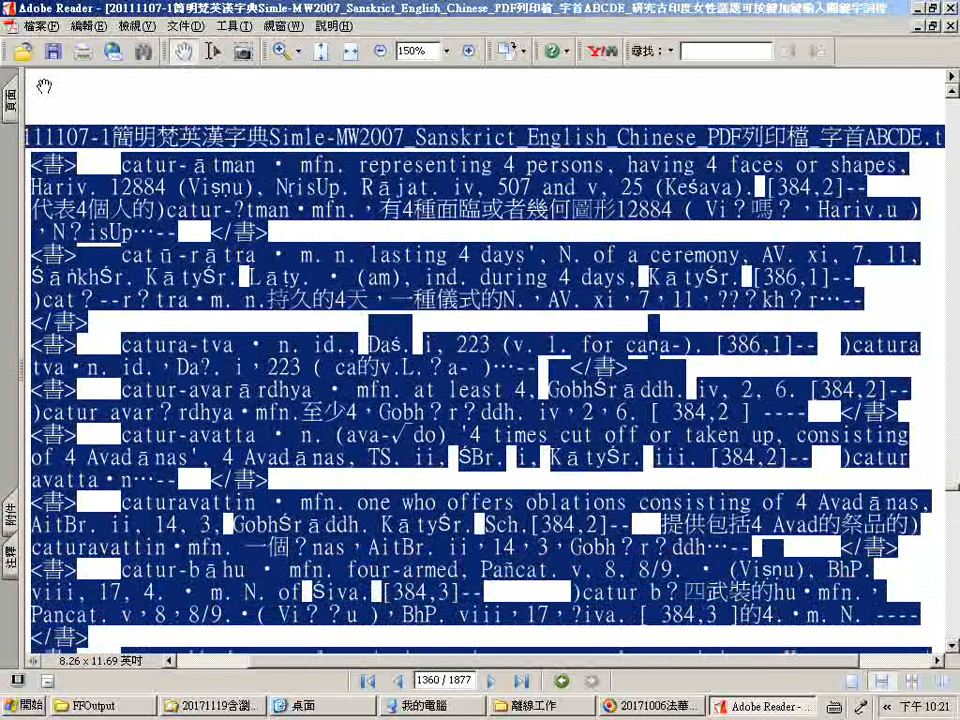 Adobe Reader - [20111107-1簡明梵英漢字典Simle-MW2007_Sanskrict_English_Chinese_PDF列印檔_字首ABCDE_研究古印度女性議題可按鍵加鍵輸入關鍵字詞搜
檔案(F) 編輯(E) 檢視(V) 文件(D) 工具(T) 視窗(W) 說明(H)
150% Y! 尋找：
頁面
111107-1簡明梵英漢字典Simle-MW2007_Sanskrict_English_Chinese_PDF列印檔_字首ABCDE.t
<書> catur-ātman · mfn. representing 4 persons, having 4 faces or shapes,
Hariv. 12884 (Viṣṇu), NṛisUp. Rājat. iv, 507 and v, 25 (Keśava). [384,2]--
代表4個人的)catur-?tman·mfn.，有4種面臨或者幾何圖形12884 ( Vi？嗎？，Hariv.u )
，N？isUp…-- </書>
<書> catū-rātra · m. n. lasting 4 days', N. of a ceremony, AV. xi, 7, 11,
ŚāṅkhŚr. KātyŚr. Lāṭy. · (am), ind. during 4 days, KātyŚr. [386,1]--
)cat？--r？tra·m. n.持久的4天，一種儀式的N.，AV. xi，7，11，???kh？r…--
</書>
<書> catura-tva · n. id., Daś. i, 223 (v. l. for caṇa-). [386,1]-- )catura
tva·n. id.，Da?. i，223 ( ca的v.L.？a- )…-- </書>
<書> catur-avarārdhya · mfn. at least 4, GobhŚrāddh. iv, 2, 6. [384,2]--
)catur avar？rdhya·mfn.至少4，Gobh？r？ddh. iv，2，6. [ 384,2 ] ---- </書>
<書> catur-avatta · n. (ava-√do) '4 times cut off or taken up, consisting
of 4 Avadānas', 4 Avadānas, TS. ii, ŚBr. i, KātyŚr. iii. [384,2]-- )catur
avatta·n… </書>
<書> caturavattin · mfn. one who offers oblations consisting of 4 Avadānas,
AitBr. ii, 14, 3, GobhŚrāddh. KātyŚr. Sch.[384,2]-- 提供包括4 Avad的祭品的)
caturavattin·mfn. 一個？nas，AitBr. ii，14，3，Gobh？r？ddh…-- </書>
<書> catur-bāhu · mfn. four-armed, Pañcat. v, 8, 8/9. · (Viṣṇu), BhP.
viii, 17, 4. · m. N. of Śiva. [384,3]-- )catur b？四武裝的hu·mfn.，
Pancat. v，8，8/9.·( Vi？？u )，BhP. viii，17，?iva. [ 384,3 ]的4.·m. N. ----
</書>
附件
注釋
8.26 x 11.69 英吋
1360 / 1877
開始 FFOutput 20171119含瀏... 桌面 我的電腦 離線工作 20171006法華... Adobe Reader - [... 下午 10:21